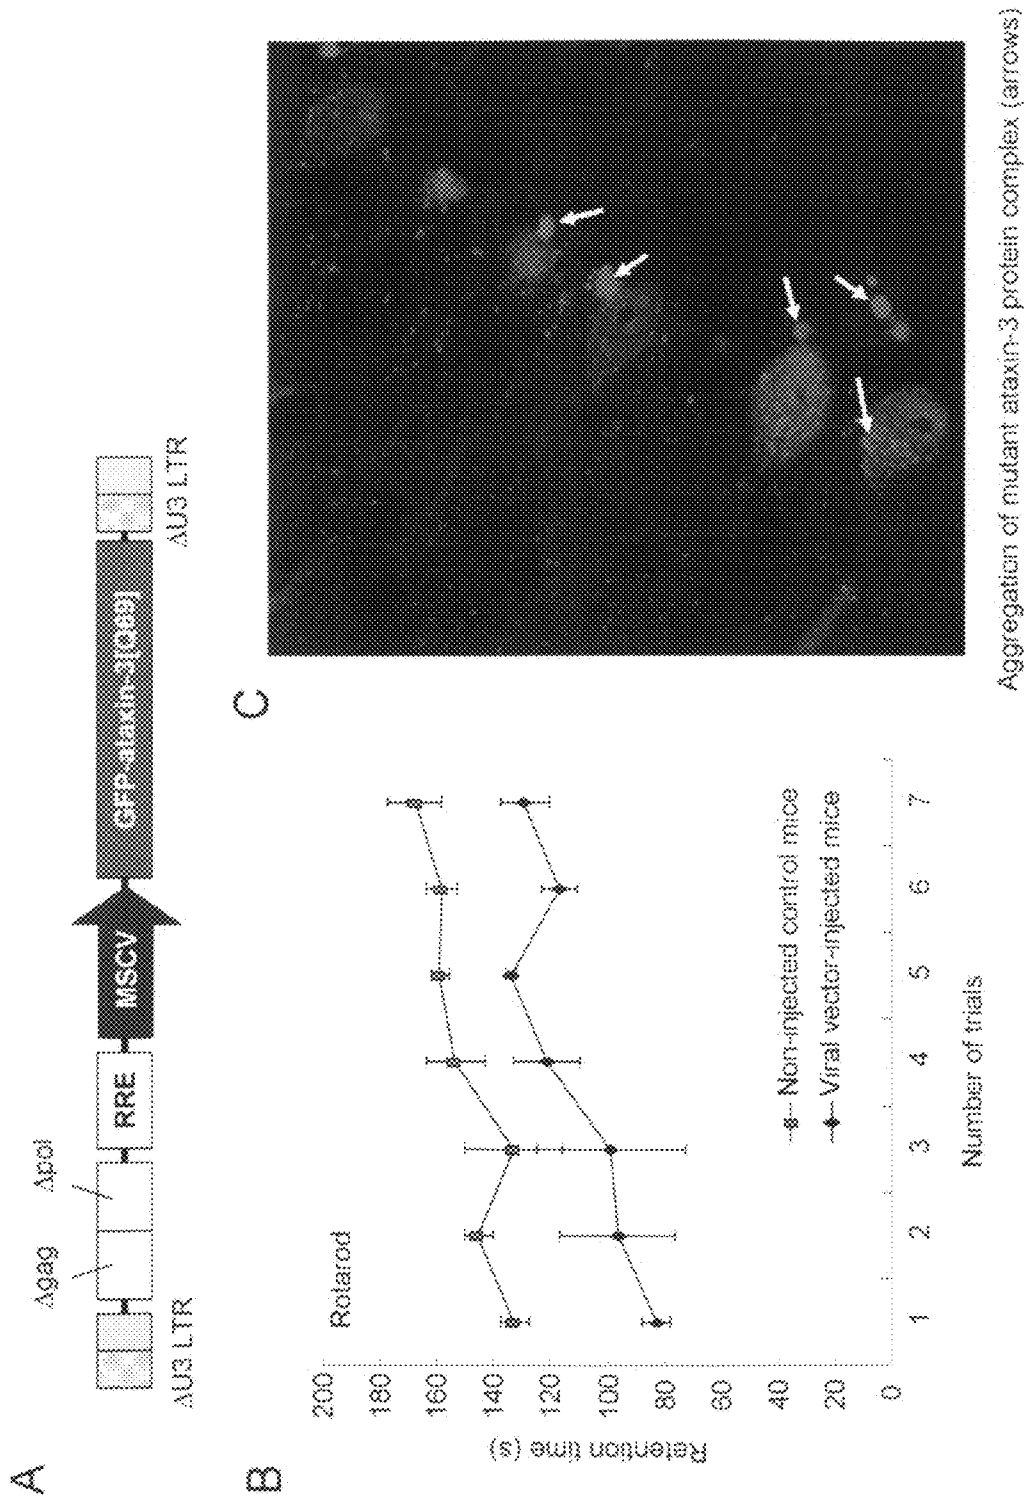 A
ΔU3 LTR
Δgag
Δpol
RRE
MSCV
GFP-ataxin-3[Q89]
ΔU3 LTR
B
Rotarod
Retention time (s)
200
180
160
140
120
100
80
60
40
20
0
1 2 3 4 5 6 7
Number of trials
Non-injected control mice
Viral vector-injected mice
C
Aggregation of mutant ataxin-3 protein complex (arrows)